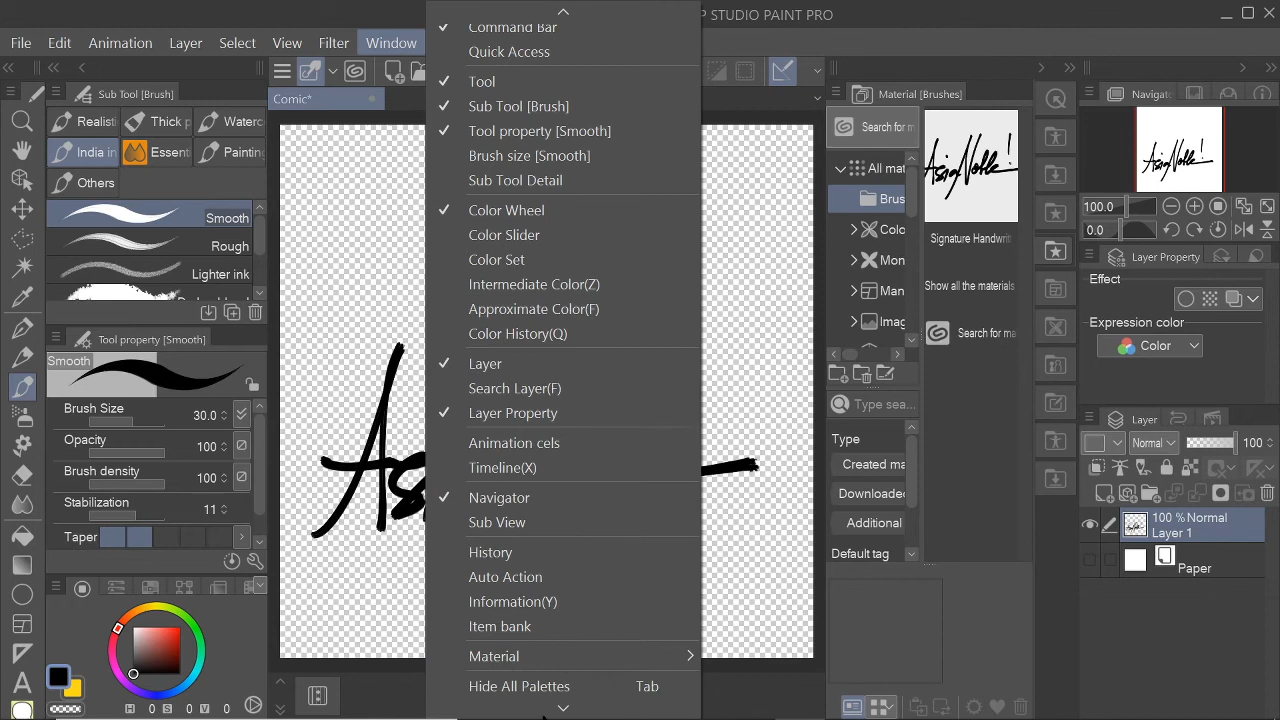 P STUDIO PAINT PRO
File Edit Animation Layer Select View Filter Window
Command Bar
Quick Access
Tool
Sub Tool [Brush]
Tool property [Smooth]
Brush size [Smooth]
Sub Tool Detail
Color Wheel
Color Slider
Color Set
Intermediate Color(Z)
Approximate Color(F)
Color History(Q)
Layer
Search Layer(F)
Layer Property
Animation cels
Timeline(X)
Navigator
Sub View
History
Auto Action
Information(Y)
Item bank
Material
Hide All Palettes Tab
Sub Tool [Brush]
Realisti Thick p Waterc
India in Essent Painting
Others
Smooth
Rough
Lighter ink
Tool property [Smooth]
Smooth
Brush Size 30.0
Opacity 100
Brush density 100
Stabilization 11
Taper
H 0 S 0 V 0
Comic*
Material [Brushes]
Search for m
All mat
Brus
Colo
Mon
Man
Imag
Signature Handwrit
Show all the materials
Search for ma
Type sea...
Type
Created ma
Downloade
Additional
Default tag
Navigat
100.0
0.0
Layer Property
Effect
Expression color
Color
Layer
Normal 100
100 % Normal
Layer 1
Paper